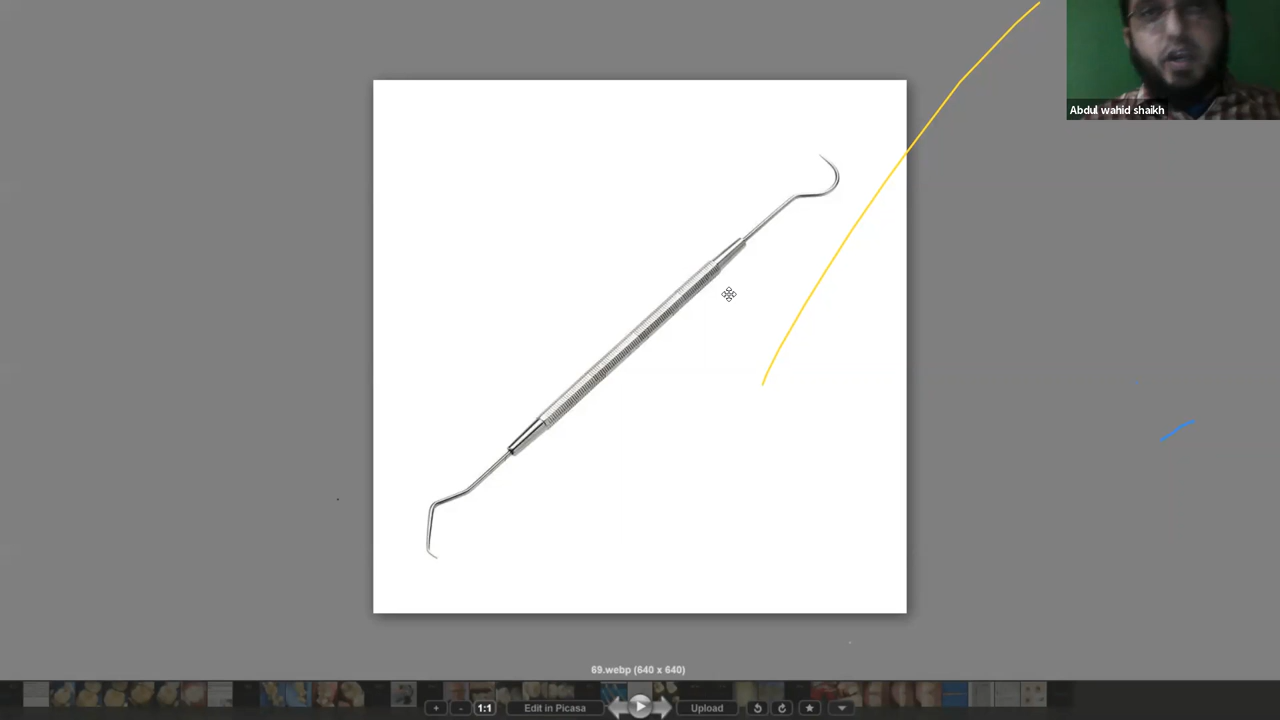 Abdul wahid shaikh
69.webp (640 x 640)
+ - 1:1 Edit in Picasa Upload